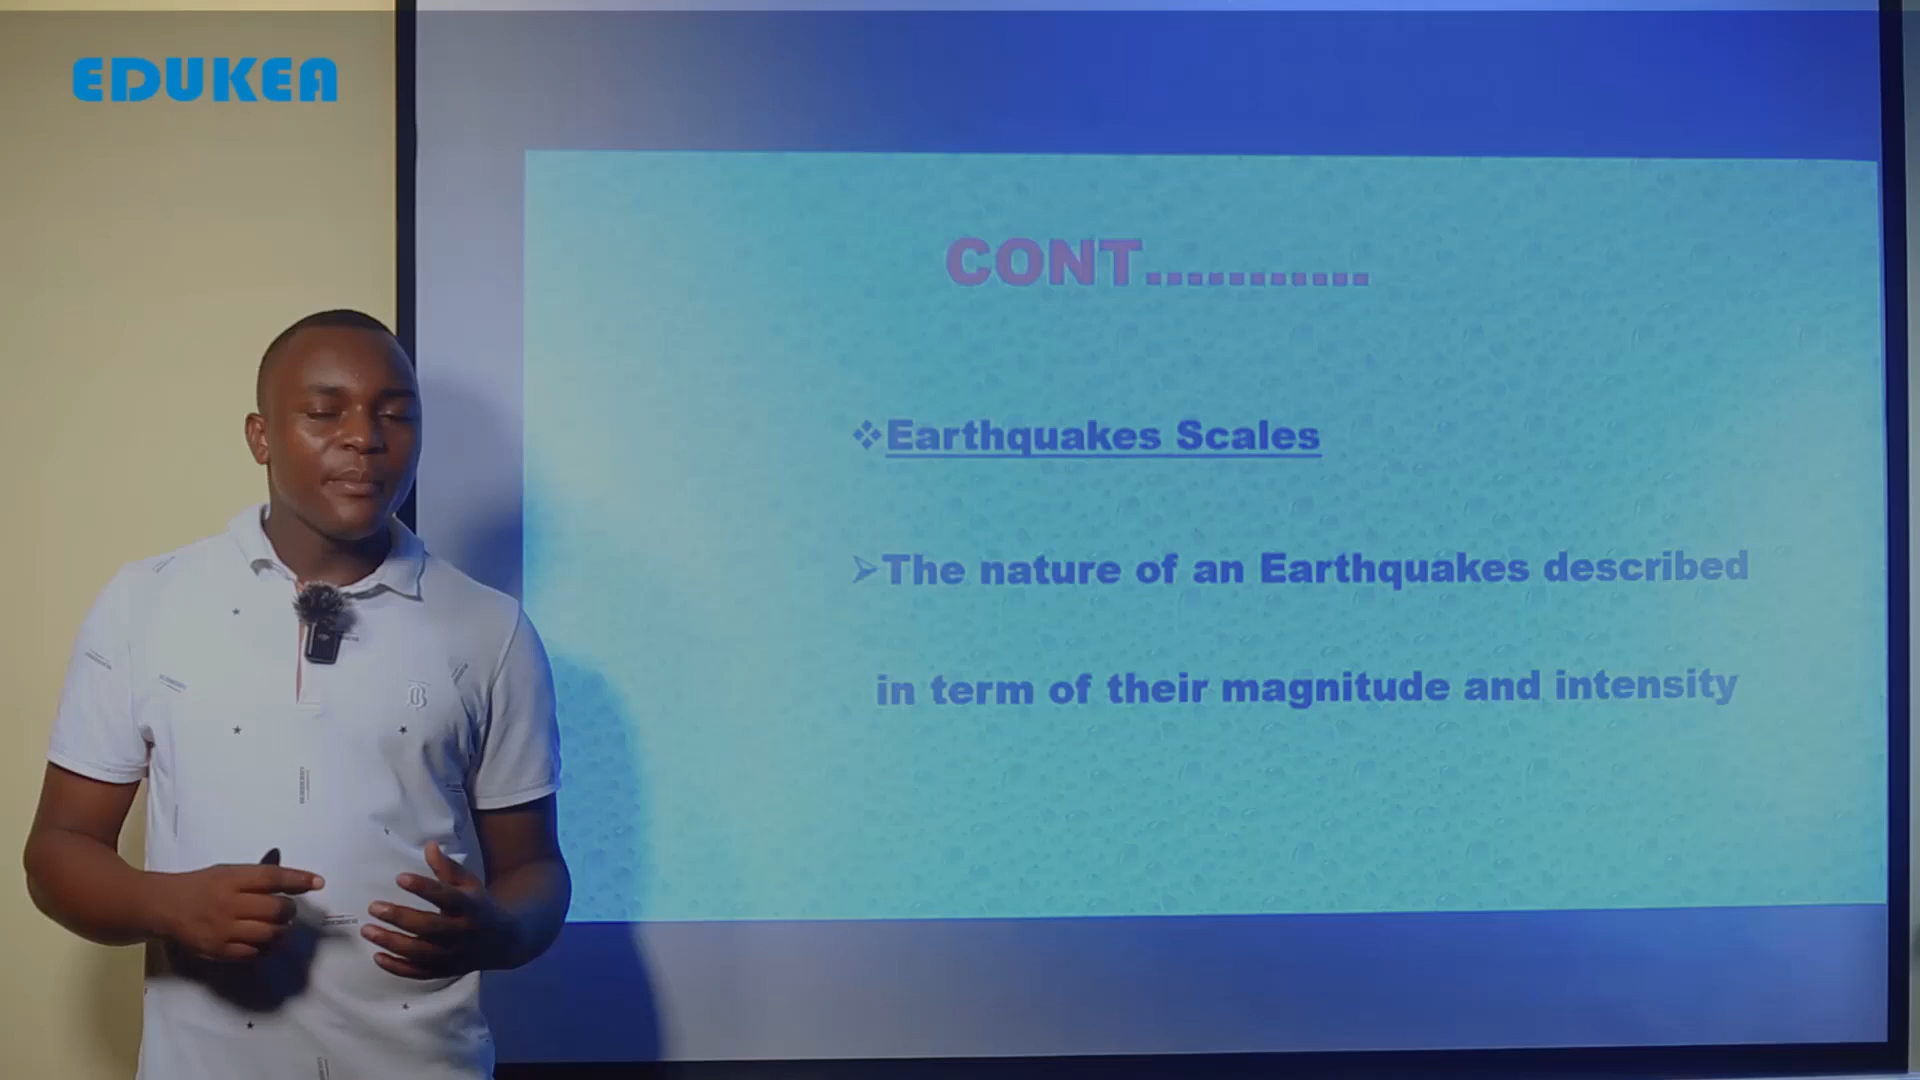 EDUKEA
CONT...........
❖Earthquakes Scales
➢The nature of an Earthquakes described
in term of their magnitude and intensity